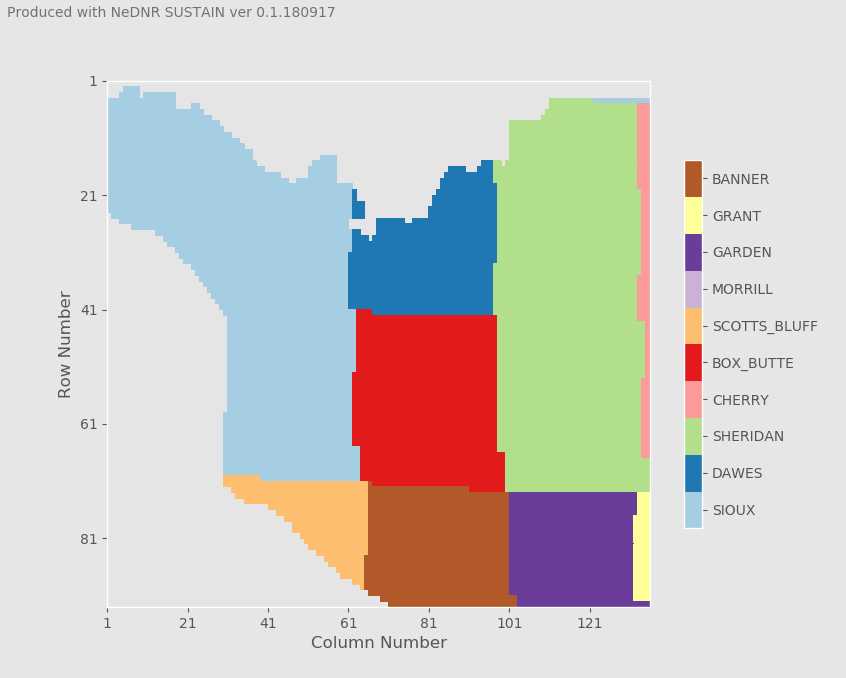 Produced with NeDNR SUSTAIN ver 0.1.180917
1
21
41
61
81
Row Number
1
21
41
61
81
101
121
Column Number
BANNER
GRANT
GARDEN
MORRILL
SCOTTS_BLUFF
BOX_BUTTE
CHERRY
SHERIDAN
DAWES
SIOUX